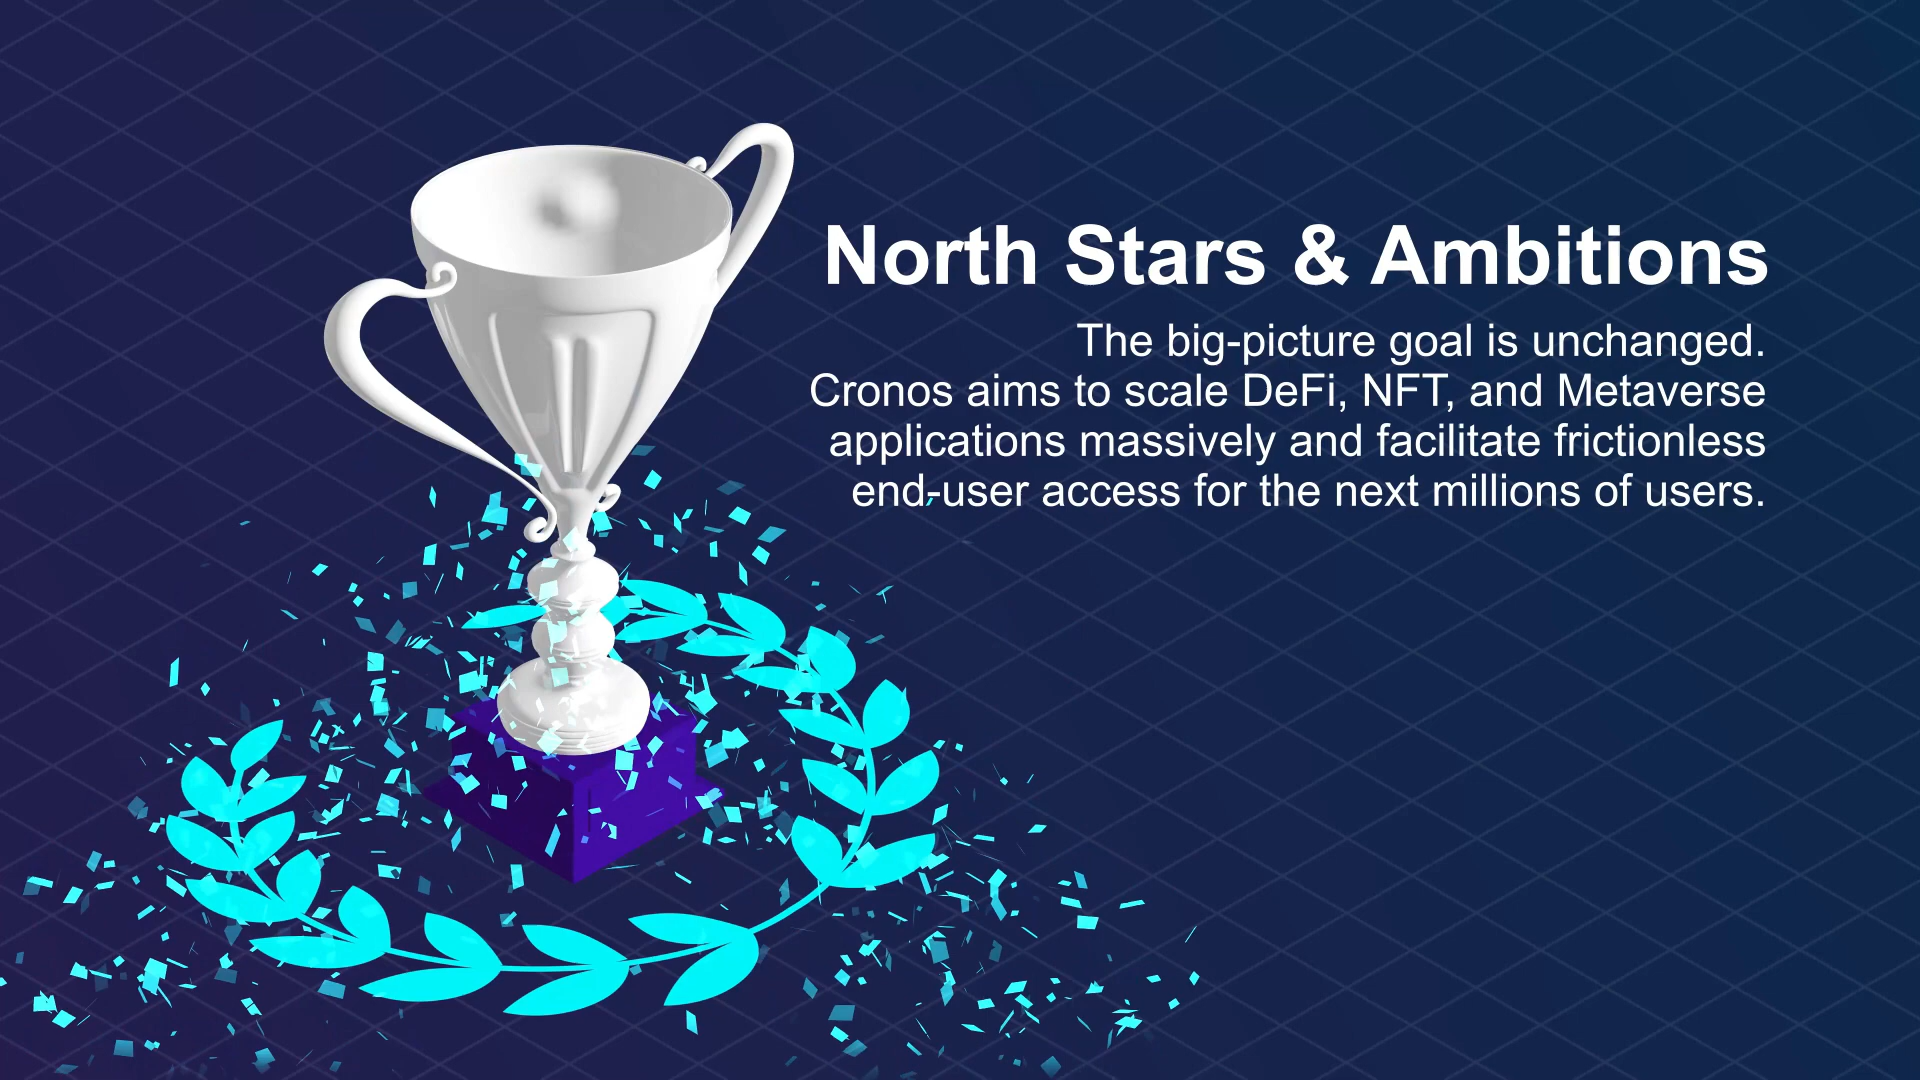 North Stars & Ambitions
The big-picture goal is unchanged.
Cronos aims to scale DeFi, NFT, and Metaverse
applications massively and facilitate frictionless
end-user access for the next millions of users.